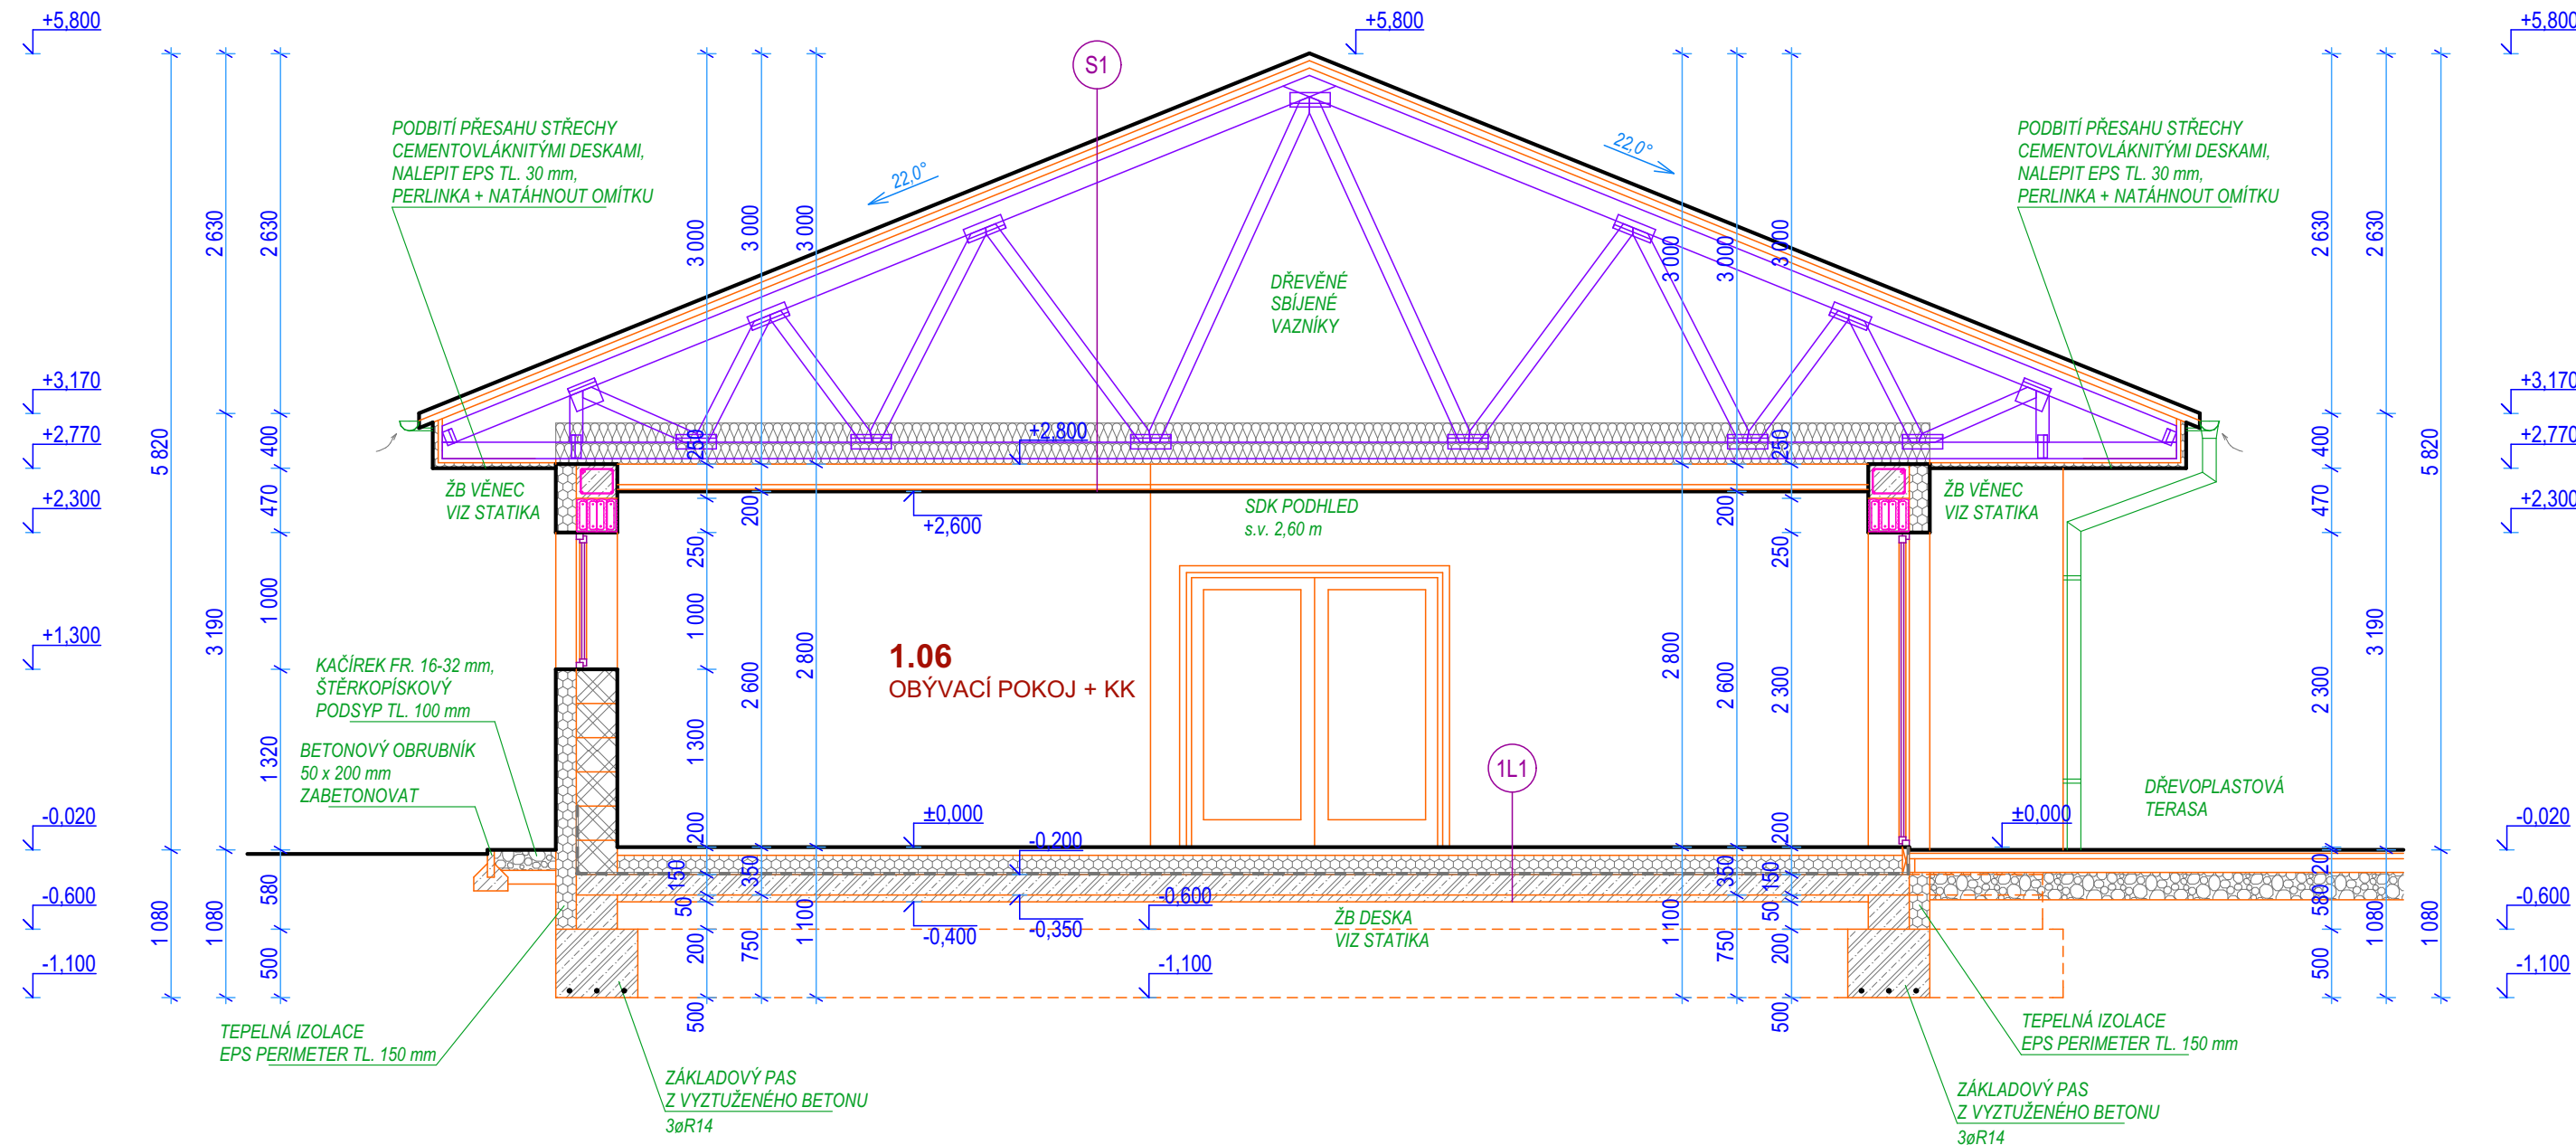 +5,800
+5,800
+5,800
S1
PODBITÍ PŘESAHU STŘECHY
CEMENTOVLÁKNITÝMI DESKAMI,
NALEPIT EPS TL. 30 mm,
PERLINKA + NATÁHNOUT OMÍTKU
PODBITÍ PŘESAHU STŘECHY
CEMENTOVLÁKNITÝMI DESKAMI,
NALEPIT EPS TL. 30 mm,
PERLINKA + NATÁHNOUT OMÍTKU
22,0°
22,0°
2 630
2 630
3 000
3 000
3 000
3 000
3 000
3 000
2 630
2 630
DŘEVĚNÉ
SBÍJENÉ
VAZNÍKY
+3,170
+3,170
+2,770
+2,770
+2,800
5 820
400
250
250
400
5 820
+2,300
+2,300
470
ŽB VĚNEC
VIZ STATIKA
200
+2,600
SDK PODHLED
s.v. 2,60 m
200
ŽB VĚNEC
VIZ STATIKA
470
250
250
+1,300
+1,300
3 190
1 000
1 000
2 600
2 800
2 800
2 600
2 300
2 300
3 190
1.06
OBÝVACÍ POKOJ + KK
KAČÍREK FR. 16-32 mm,
ŠTĚRKOPÍSKOVÝ
PODSYP TL. 100 mm
BETONOVÝ OBRUBNÍK
50 x 200 mm
ZABETONOVAT
1 320
1 300
1L1
DŘEVOPLASTOVÁ
TERASA
-0,020
±0,000
±0,000
-0,020
200
-0,200
200
20
580
150
350
350
150
580
50
50
-0,600
-0,600
-0,600
-0,400
-0,350
ŽB DESKA
VIZ STATIKA
1 080
1 080
500
200
750
1 100
1 100
750
200
500
1 080
1 080
-1,100
-1,100
-1,100
500
500
TEPELNÁ IZOLACE
EPS PERIMETER TL. 150 mm
TEPELNÁ IZOLACE
EPS PERIMETER TL. 150 mm
ZÁKLADOVÝ PAS
Z VYZTUŽENÉHO BETONU
3øR14
ZÁKLADOVÝ PAS
Z VYZTUŽENÉHO BETONU
3øR14